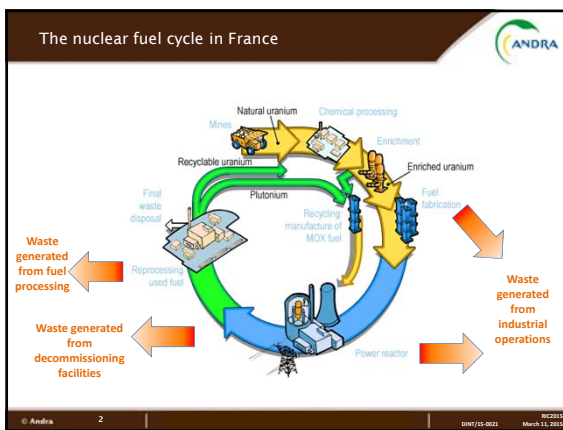 The nuclear fuel cycle in France
ANDRA
Natural uranium
Chemical processing
Mines
Enrichment
Recyclable uranium
Enriched uranium
Plutonium
Final
waste
disposal
Fuel
fabrication
Recycling:
manufacture of
MOX fuel
Waste
generated
from fuel
processing
Reprocessing
used fuel
Waste
generated
from
industrial
operations
Waste generated
from
decommissioning
facilities
Power reactor
© Andra
2
DINT/15-0021
RIC2015
March 11, 2015